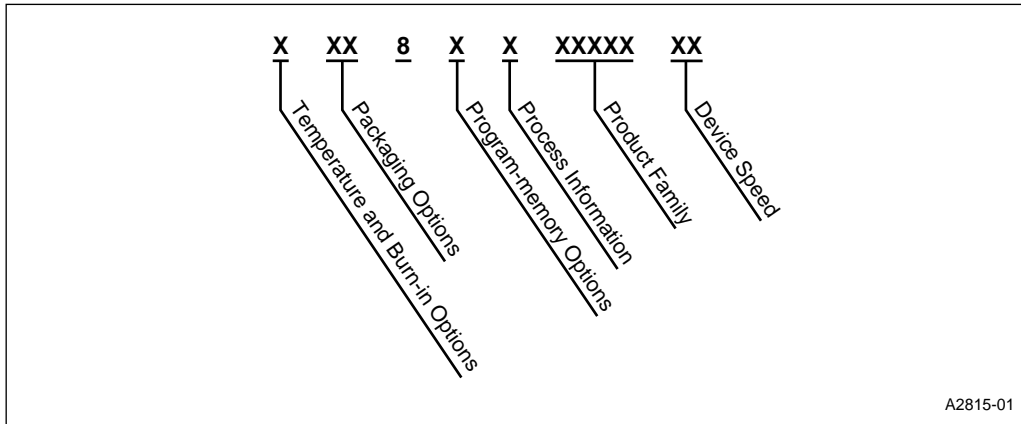 X XX 8 X X XXXXX XX
Temperature and Burn-in Options
Packaging Options
Program-memory Options
Process Information
Product Family
Device Speed
A2815-01